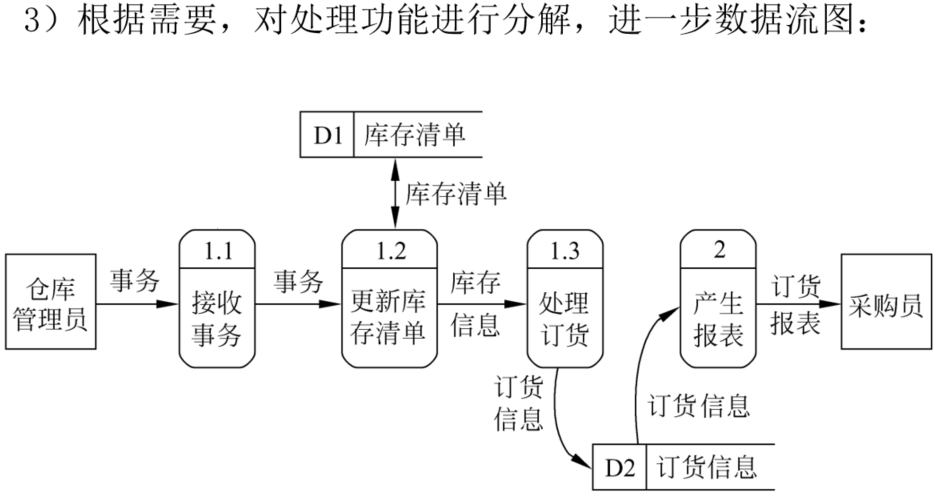 3）根据需要，对处理功能进行分解，进一步数据流图：
D1 库存清单
库存清单
1.1
1.2
1.3
2
仓库
管理员
事务
接收
事务
事务
更新库
存清单
库存
信息
处理
订货
产生
报表
订货
报表
采购员
订货
信息
订货信息
D2 订货信息